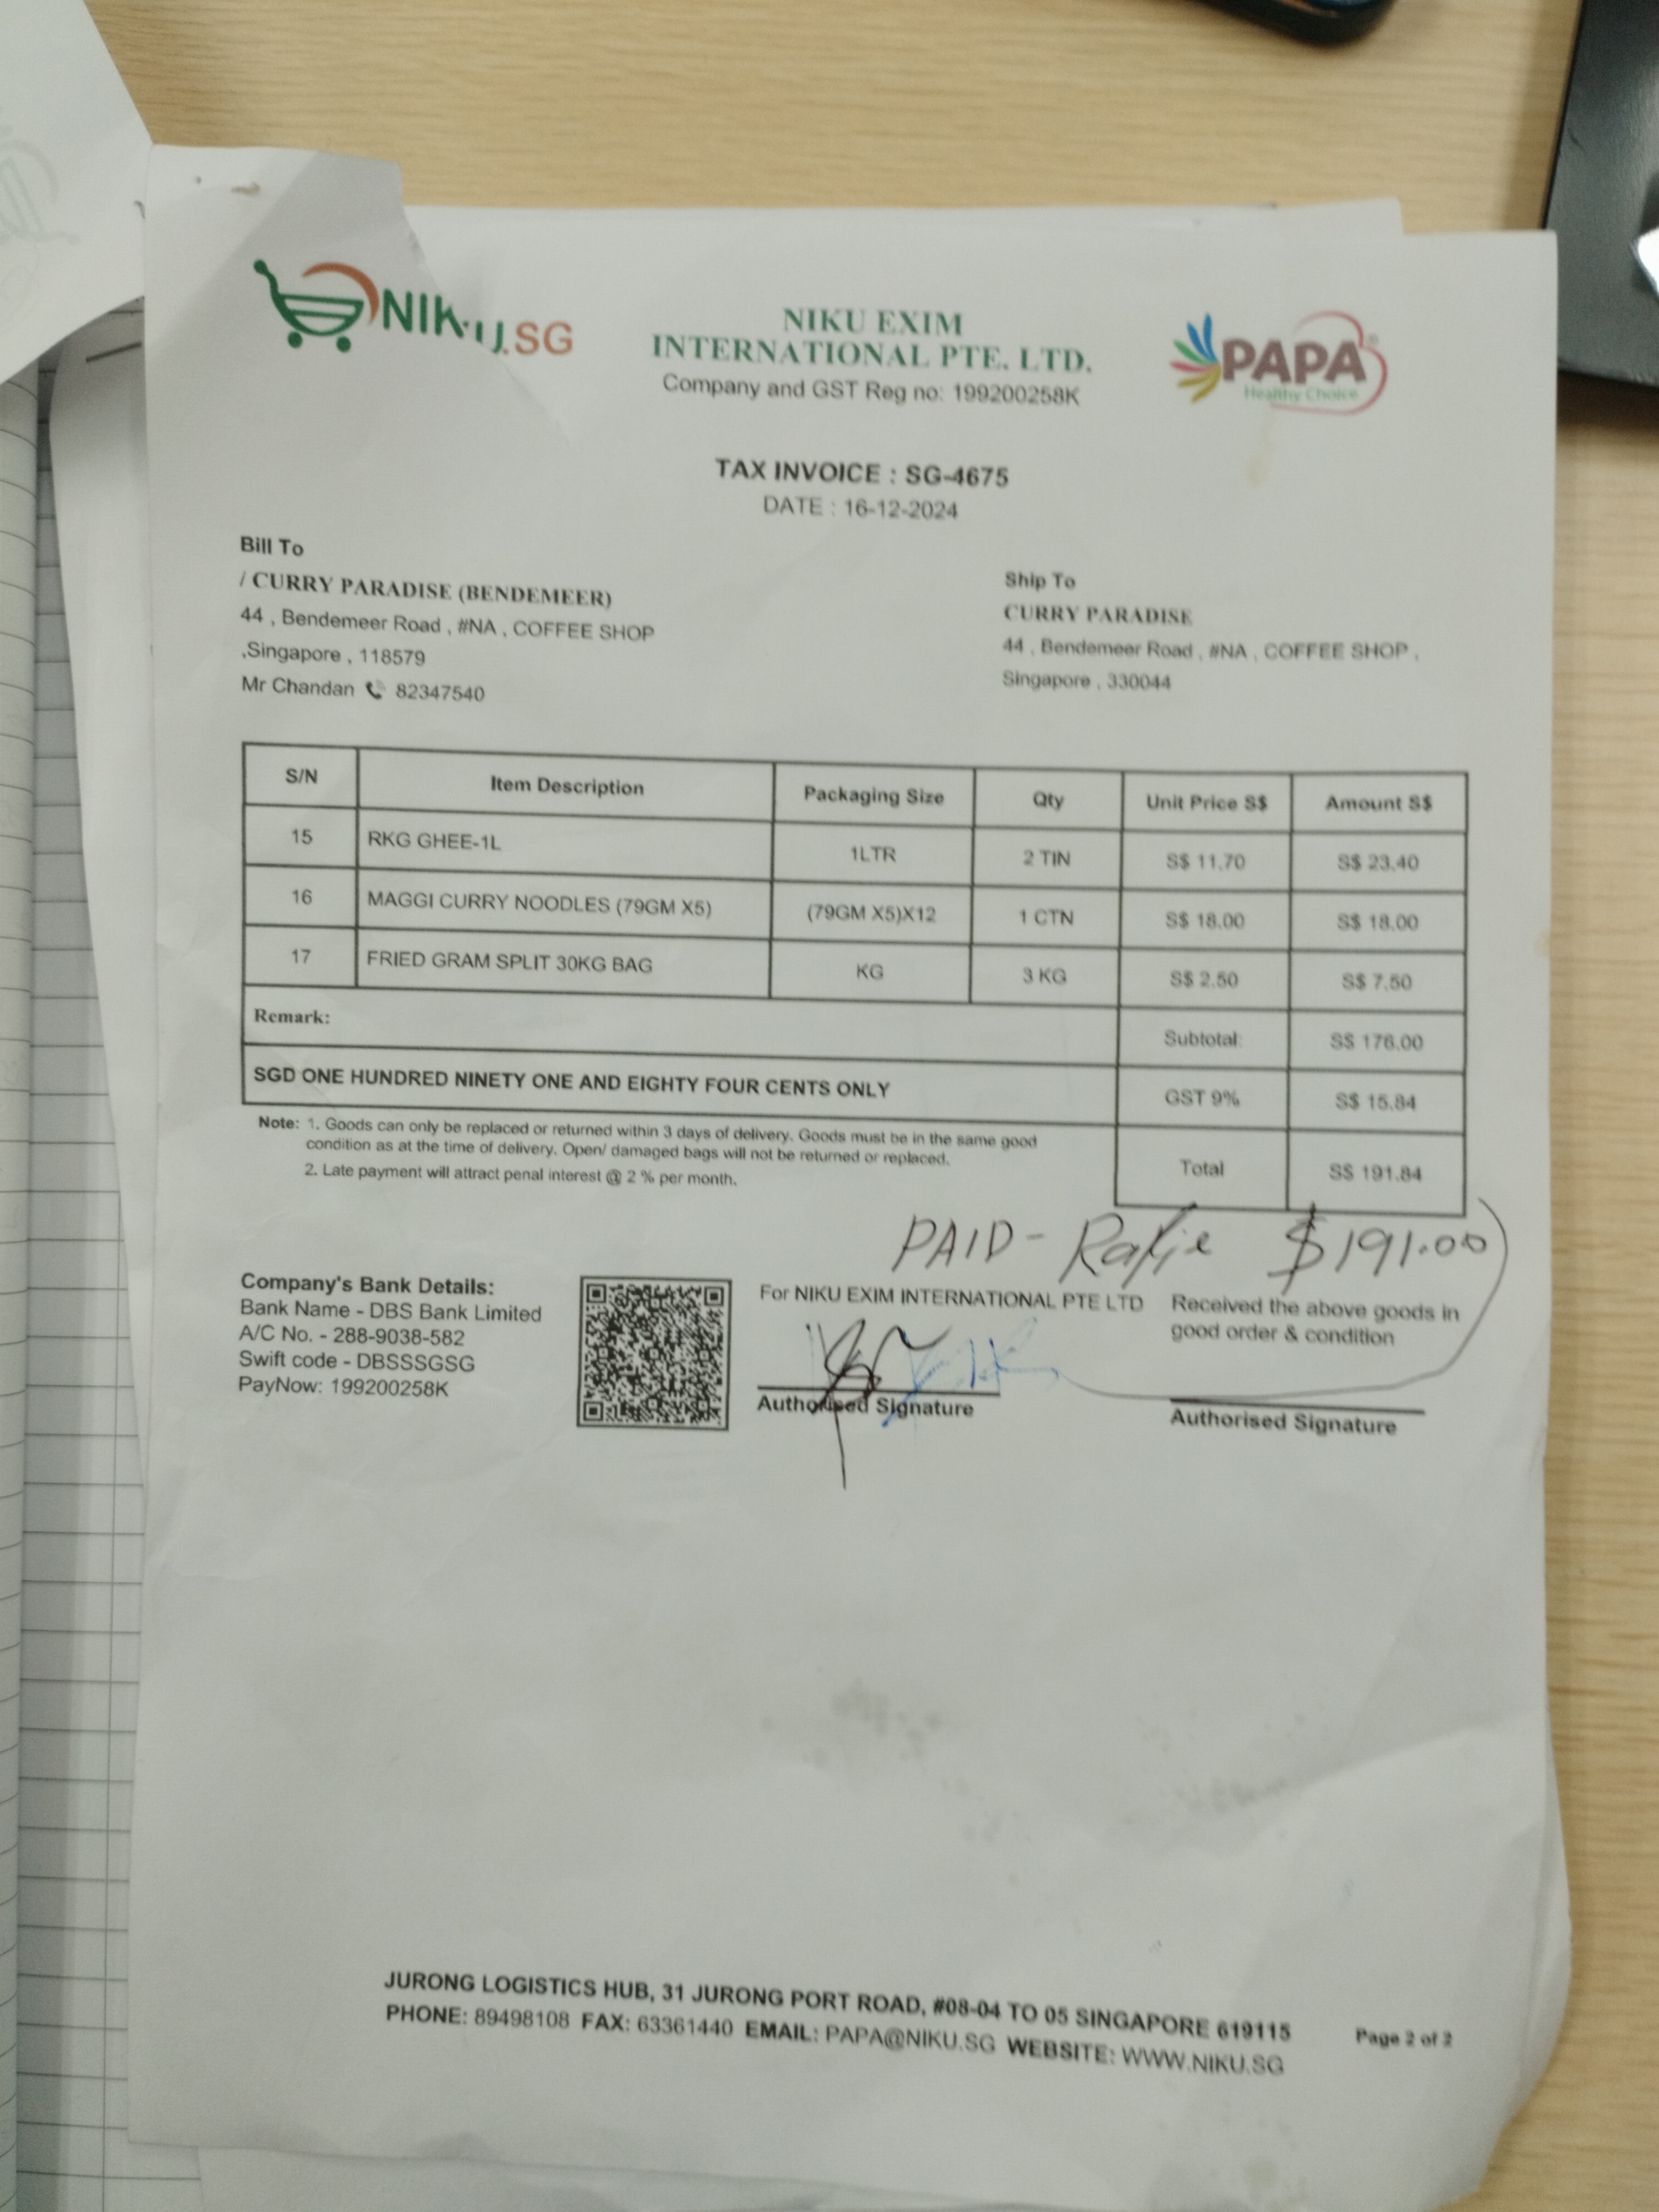 NIKU.SG
NIKU EXIM
INTERNATIONAL PTE. LTD.
Company and GST Reg no: 199200258K
PAPA
Healthy Choice
TAX INVOICE : SG-4675
DATE : 16-12-2024
Bill To
/ CURRY PARADISE (BENDEMEER)
44 , Bendemeer Road , #NA , COFFEE SHOP
,Singapore , 118579
Mr Chandan 82347540
Ship To
CURRY PARADISE
44 , Bendemeer Road , #NA , COFFEE SHOP ,
Singapore , 330044
S/N Item Description Packaging Size Qty Unit Price S$ Amount S$
15 RKG GHEE-1L 1LTR 2 TIN S$ 11.70 S$ 23.40
16 MAGGI CURRY NOODLES (79GM X5) (79GM X5)X12 1 CTN S$ 18.00 S$ 18.00
17 FRIED GRAM SPLIT 30KG BAG KG 3 KG S$ 2.50 S$ 7.50
Remark: Subtotal: S$ 176.00
SGD ONE HUNDRED NINETY ONE AND EIGHTY FOUR CENTS ONLY GST 9% S$ 15.84
Note: 1. Goods can only be replaced or returned within 3 days of delivery. Goods must be in the same good
condition as at the time of delivery. Open/ damaged bags will not be returned or replaced.
2. Late payment will attract penal interest @ 2 % per month.
Total S$ 191.84
PAID - $191.00
Company's Bank Details:
Bank Name - DBS Bank Limited
A/C No. - 288-9038-582
Swift code - DBSSSGSG
PayNow: 199200258K
For NIKU EXIM INTERNATIONAL PTE LTD
Authorised Signature
Received the above goods in
good order & condition
Authorised Signature
JURONG LOGISTICS HUB, 31 JURONG PORT ROAD, #08-04 TO 05 SINGAPORE 619115
PHONE: 89498108 FAX: 63361440 EMAIL: PAPA@NIKU.SG WEBSITE: WWW.NIKU.SG
Page 2 of 2